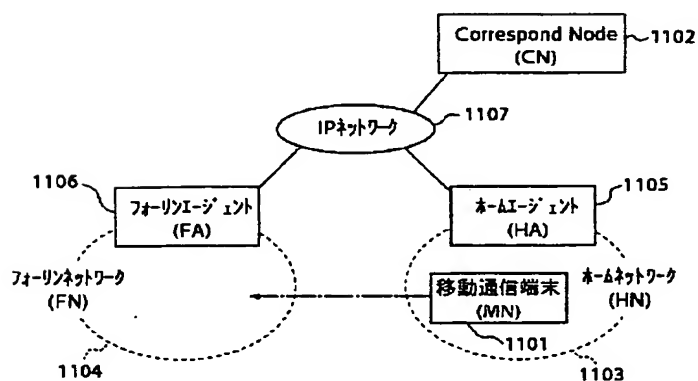 Correspond Node
(CN)
1102
IPネットワーク
1107
1106
フォーリンエージェント
(FA)
1105
ホームエージェント
(HA)
フォーリンネットワーク
(FN)
移動通信端末
(MN)
ホームネットワーク
(HN)
1101
1104
1103